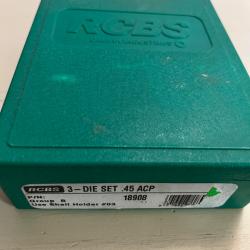 RCBS
RCBS 3-DIE SET .45 ACP
P/N: 18908
Group B
Use Shell Holder #03